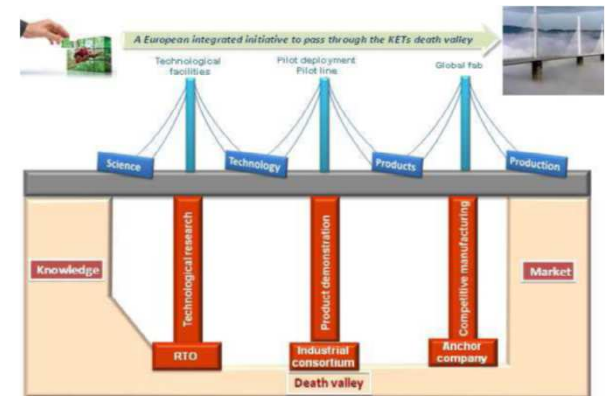 A European integrated initiative to pass through the KETs death valley
Technological
facilities
Pilot deployment
Pilot line
Global fab
Science
Technology
Products
Production
Knowledge
Technological research
Product demonstration
Competitive manufacturing
Market
RTO
Industrial
consortium
Anchor
company
Death valley